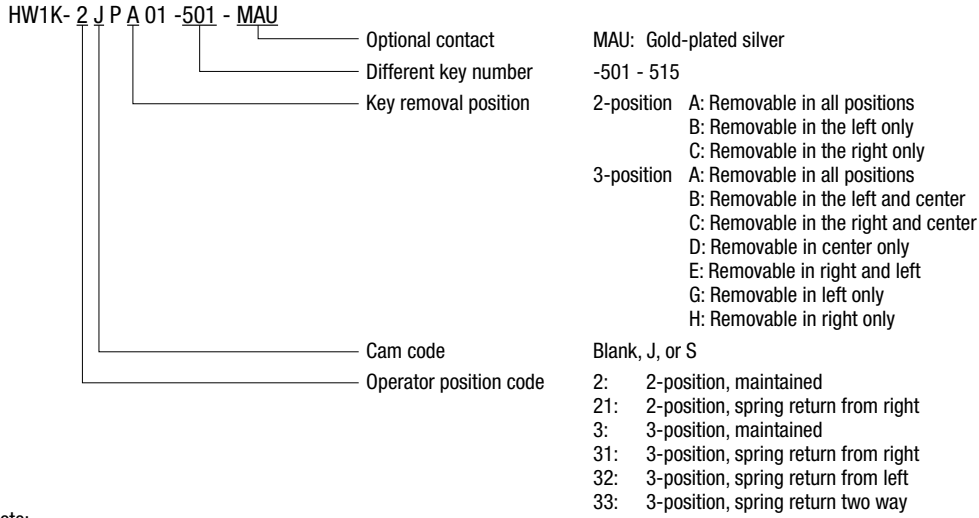 HW1K- 2 J P A 01 -501 - MAU
Optional contact MAU: Gold-plated silver
Different key number -501 - 515
Key removal position 2-position A: Removable in all positions
B: Removable in the left only
C: Removable in the right only
3-position A: Removable in all positions
B: Removable in the left and center
C: Removable in the right and center
D: Removable in center only
E: Removable in right and left
G: Removable in left only
H: Removable in right only
Cam code Blank, J, or S
Operator position code 2: 2-position, maintained
21: 2-position, spring return from right
3: 3-position, maintained
31: 3-position, spring return from right
32: 3-position, spring return from left
33: 3-position, spring return two way